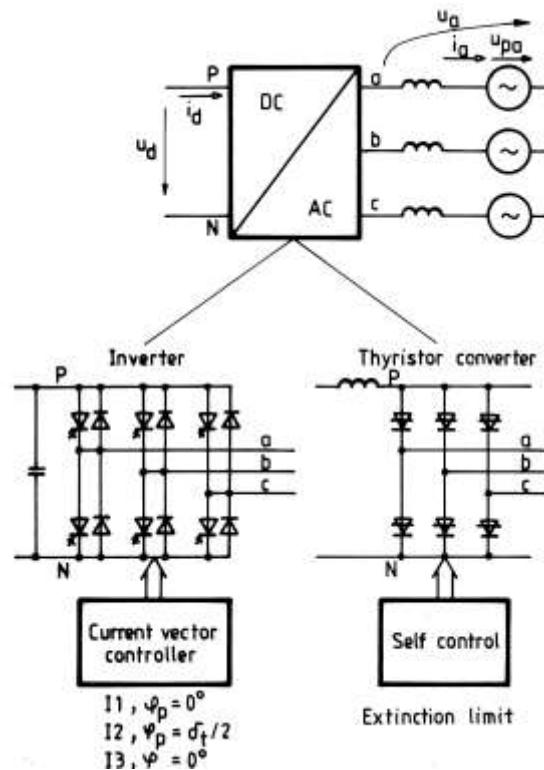 u_a
i_a u_pa
P a
i_d DC
u_d b
AC c
N
Inverter Thyristor converter
P P
a a
b b
c c
N N
Current vector
controller
Self control
I1 , φ_p = 0°
I2 , φ_p = δ_t/2
I3 , φ = 0°
Extinction limit